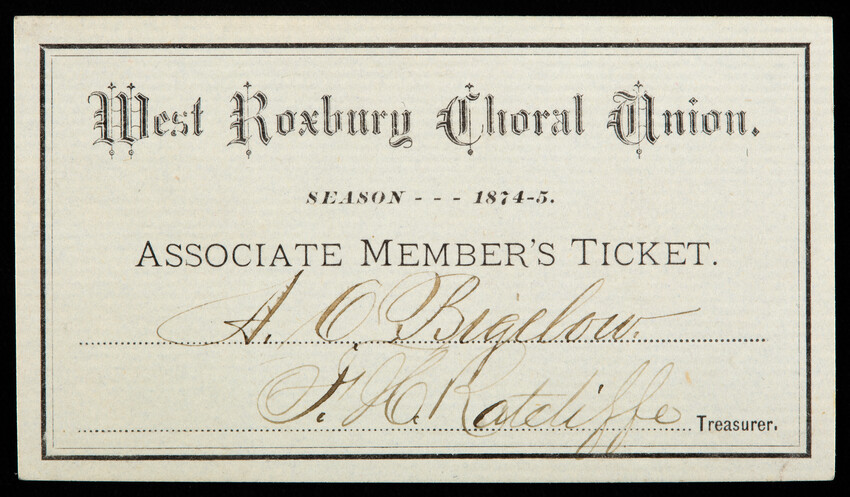 West Roxbury Choral Union.
SEASON - - - 1874-5.
ASSOCIATE MEMBER'S TICKET.
A. O. Bigelow.
F. H. Ratcliffe Treasurer.